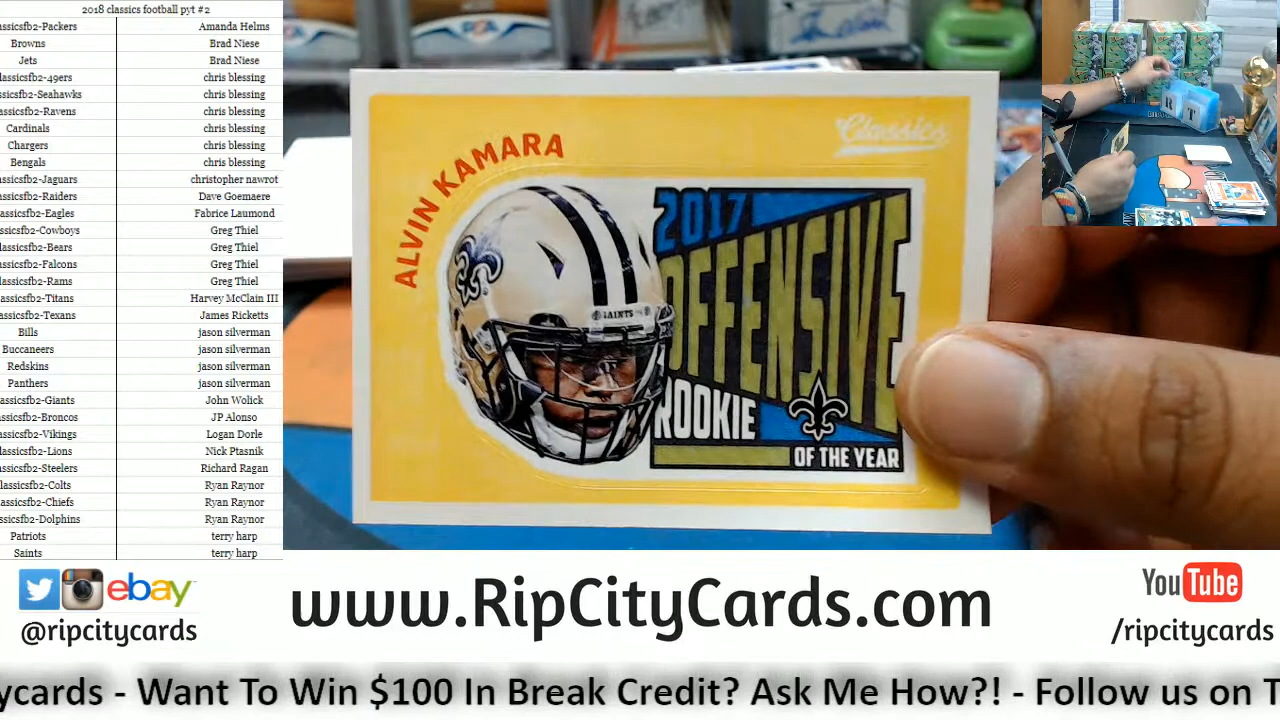 2018 classics football pyt #2
assicsfb2-Packers Amanda Helms
Browns Brad Niese
Jets Brad Niese
lassicsfb2-49ers chris blessing
assicsfb2-Seahawks chris blessing
assicsfb2-Ravens chris blessing
Cardinals chris blessing
Chargers chris blessing
Bengals chris blessing
assicsfb2-Jaguars christopher nawrot
assicsfb2-Raiders Dave Goemaere
lassicsfb2-Eagles Fabrice Laumond
assicsfb2-Cowboys Greg Thiel
lassicsfb2-Bears Greg Thiel
assicsfb2-Falcons Greg Thiel
lassicsfb2-Rams Greg Thiel
lassicsfb2-Titans Harvey McClain III
assicsfb2-Texans James Ricketts
Bills jason silverman
Buccaneers jason silverman
Redskins jason silverman
Panthers jason silverman
lassicsfb2-Giants John Wolick
assicsfb2-Broncos JP Alonso
assicsfb2-Vikings Logan Dorle
lassicsfb2-Lions Nick Ptasnik
assicsfb2-Steelers Richard Ragan
lassicsfb2-Colts Ryan Raynor
lassicsfb2-Chiefs Ryan Raynor
ssicsfb2-Dolphins Ryan Raynor
Patriots terry harp
Saints terry harp
Classics
ALVIN KAMARA
2017
OFFENSIVE
ROOKIE
OF THE YEAR
SAINTS
R T
ebay
@ripcitycards
www.RipCityCards.com
YouTube
/ripcitycards
ycards - Want To Win $100 In Break Credit? Ask Me How?! - Follow us on T